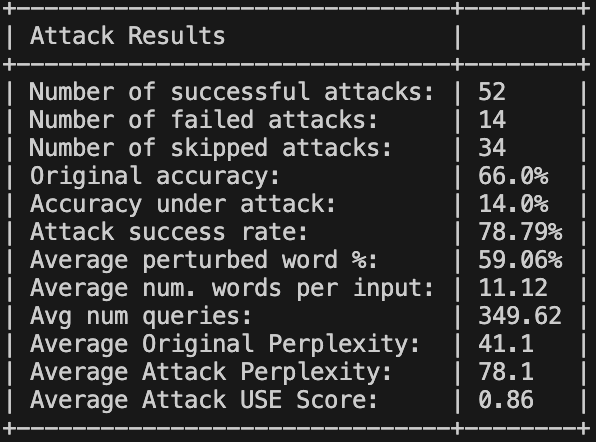 Attack Results
Number of successful attacks: 52
Number of failed attacks: 14
Number of skipped attacks: 34
Original accuracy: 66.0%
Accuracy under attack: 14.0%
Attack success rate: 78.79%
Average perturbed word %: 59.06%
Average num. words per input: 11.12
Avg num queries: 349.62
Average Original Perplexity: 41.1
Average Attack Perplexity: 78.1
Average Attack USE Score: 0.86